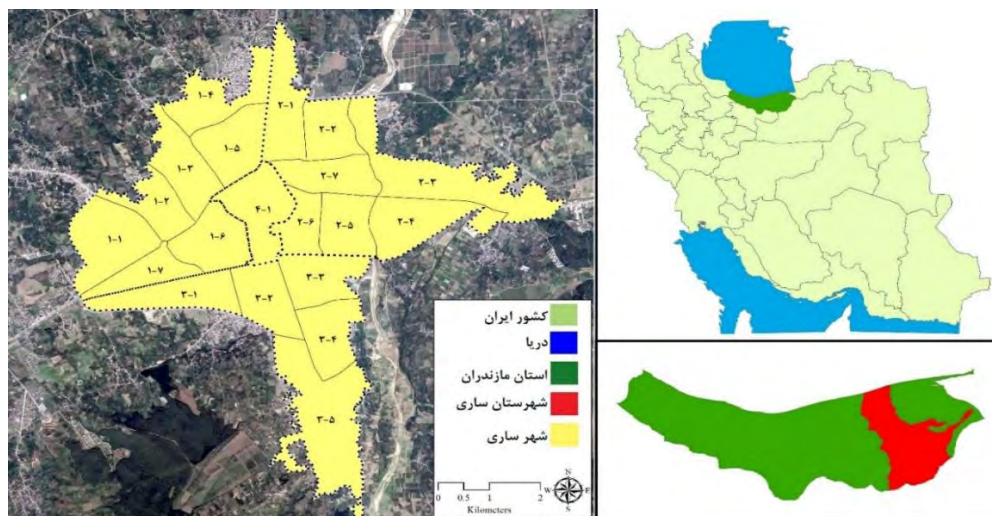 ۱-۴
۲-۱
۲-۲
۱-۵
۱-۳
۲-۷
۲-۳
۱-۲
۴-۱
۲-۶
۲-۵
۲-۴
۱-۱
۱-۶
۱-۷
۳-۳
۳-۱
۳-۲
۳-۴
۳-۵
کشور ایران
دریا
استان مازندران
شهرستان ساری
شهر ساری
0 0.5 1 2
Kilometers
N
W E
S